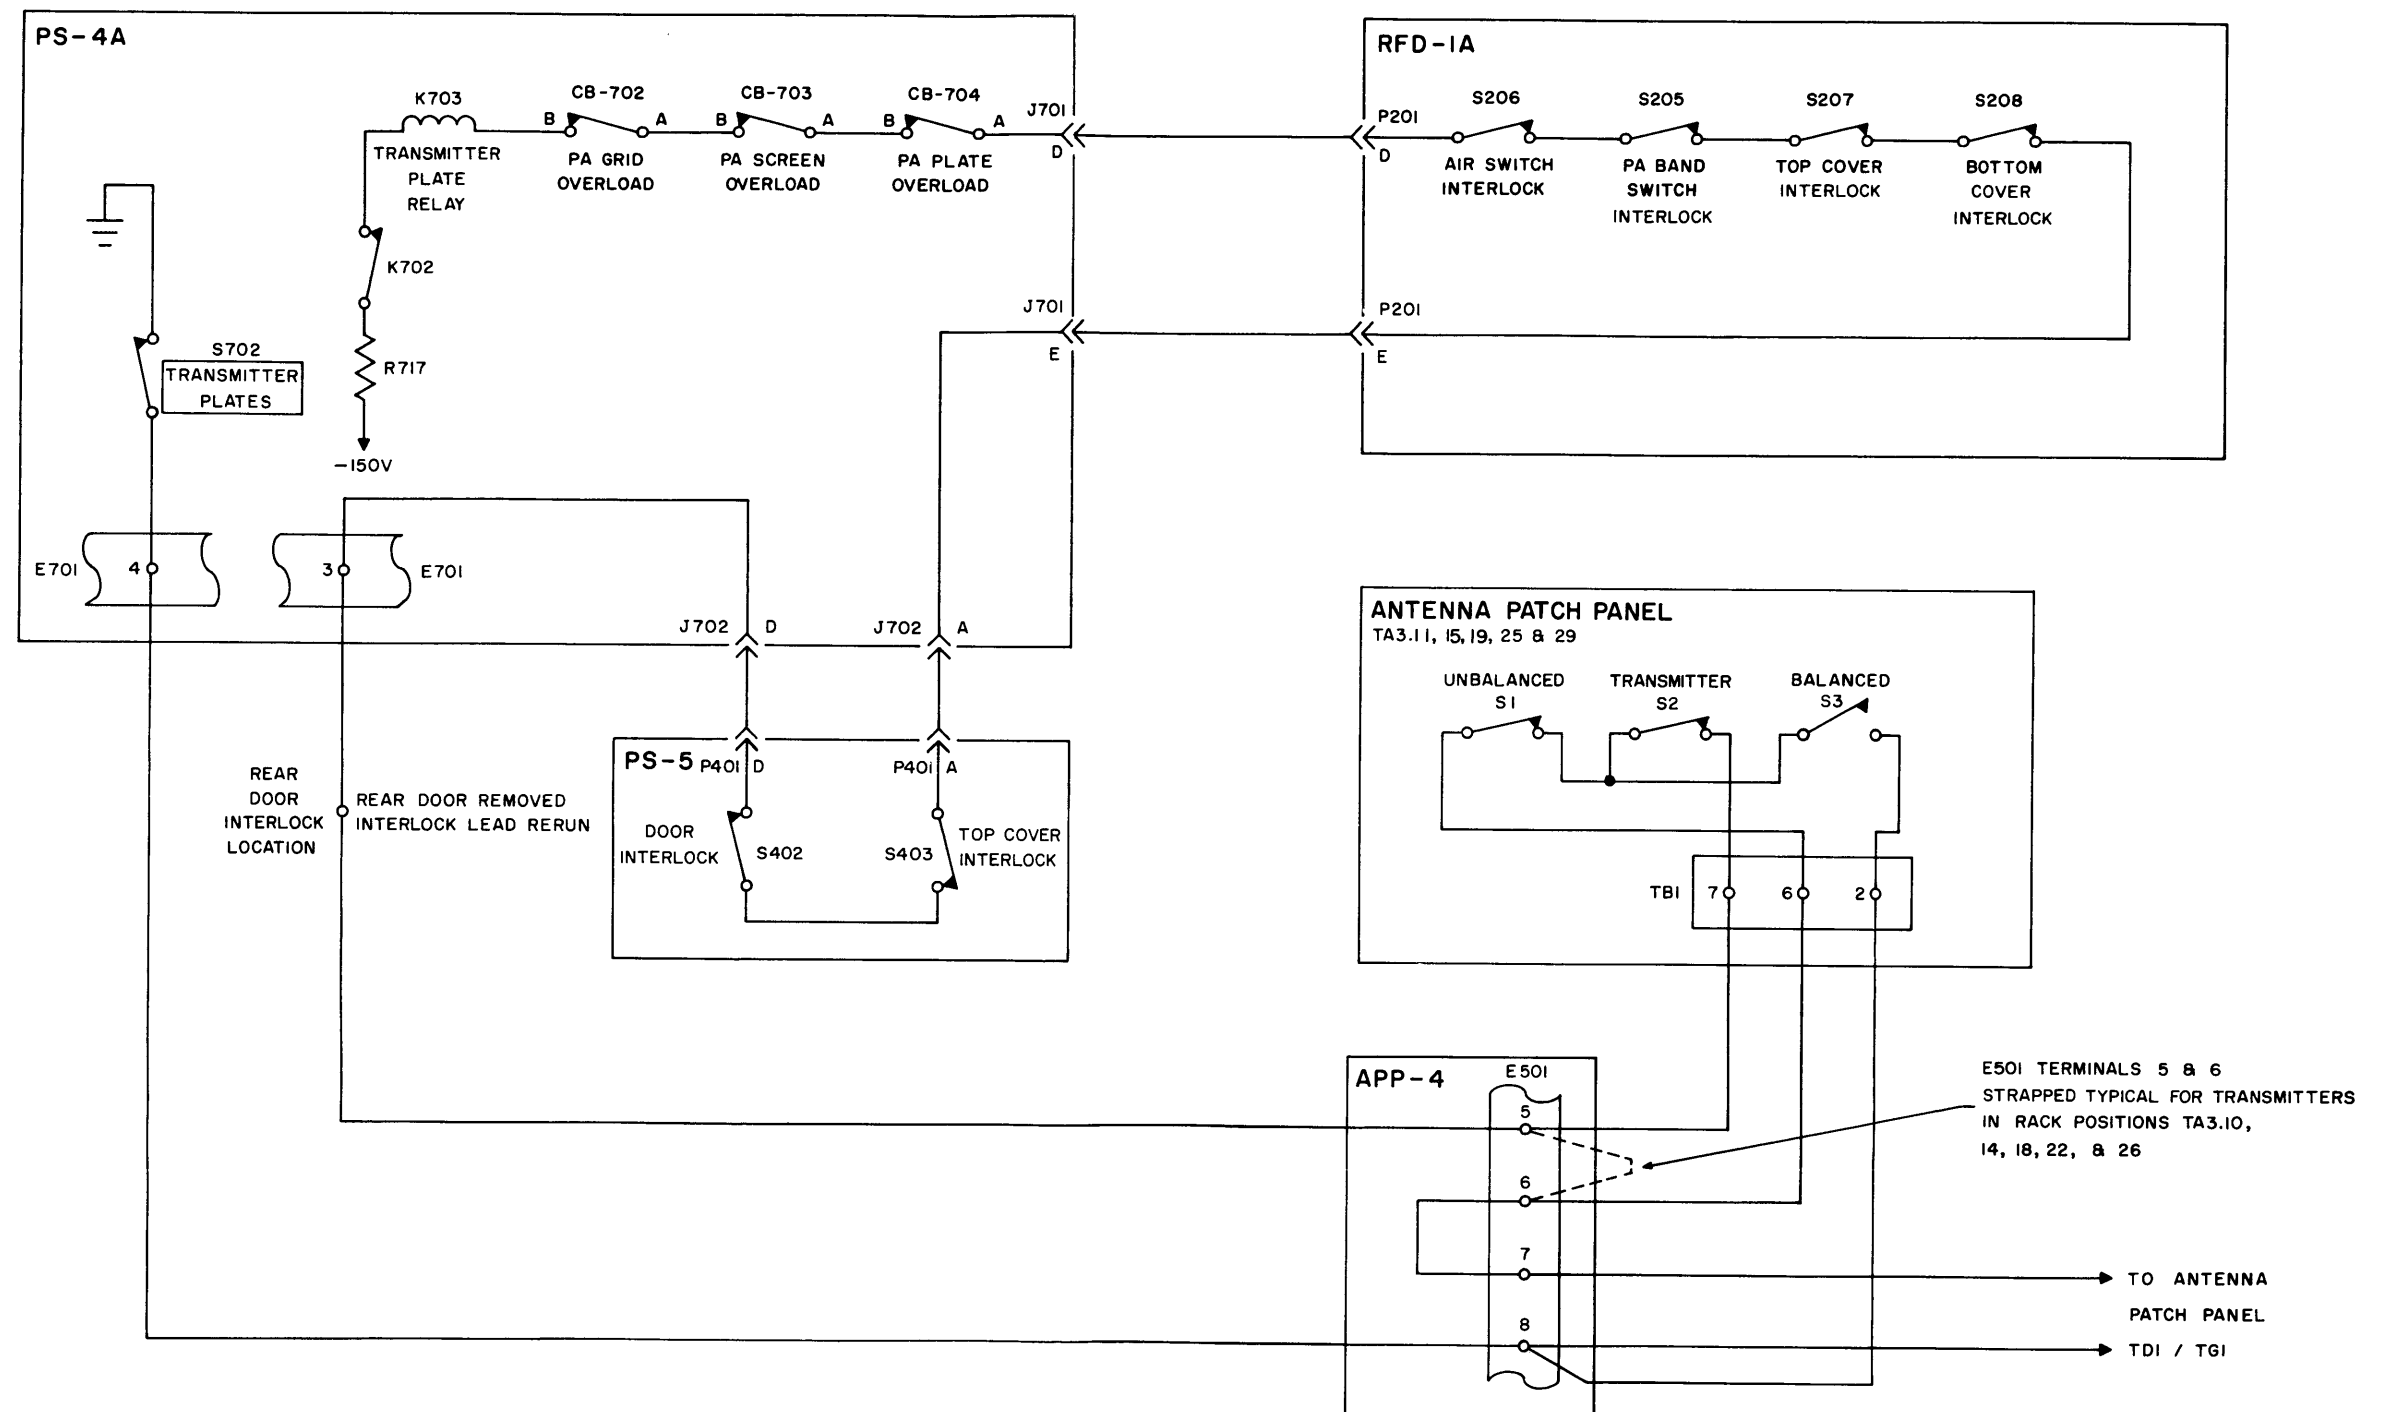 PS-4A
K703
TRANSMITTER
PLATE
RELAY
CB-702
B
A
PA GRID
OVERLOAD
CB-703
B
A
PA SCREEN
OVERLOAD
CB-704
B
A
PA PLATE
OVERLOAD
J701
D
K702
R717
-150V
S702
TRANSMITTER
PLATES
J701
E
E701
4
3
E701
J702
D
J702
A
RFD-1A
P201
D
S206
AIR SWITCH
INTERLOCK
S205
PA BAND
SWITCH
INTERLOCK
S207
TOP COVER
INTERLOCK
S208
BOTTOM
COVER
INTERLOCK
P201
E
REAR
DOOR
INTERLOCK
LOCATION
REAR DOOR REMOVED
INTERLOCK LEAD RERUN
PS-5
P401
D
P401
A
DOOR
INTERLOCK
S402
S403
TOP COVER
INTERLOCK
ANTENNA PATCH PANEL
TA3.11, 15, 19, 25 & 29
UNBALANCED
S1
TRANSMITTER
S2
BALANCED
S3
TB1
7
6
2
APP-4
E501
5
6
7
8
E501 TERMINALS 5 & 6
STRAPPED TYPICAL FOR TRANSMITTERS
IN RACK POSITIONS TA3.10,
14, 18, 22, & 26
TO ANTENNA
PATCH PANEL
TD1 / TG1